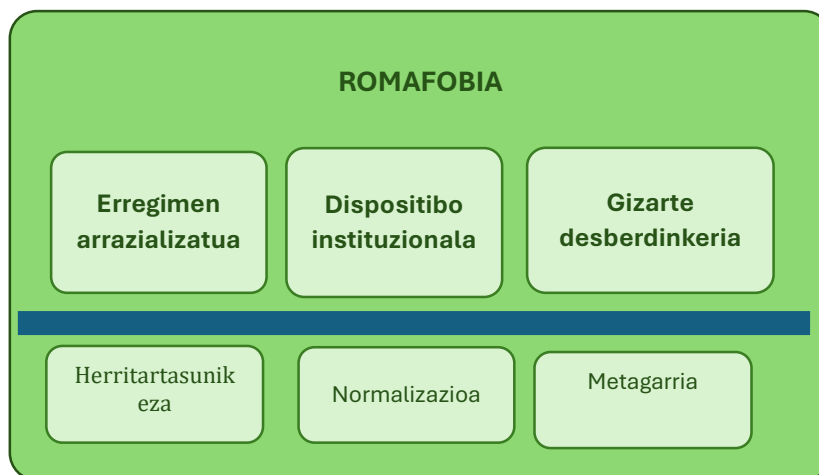 ROMAFOBIA
Erregimen
arrazializatua
Dispositibo
instituzionala
Gizarte
desberdinkeria
Herritartasunik
eza
Normalizazioa
Metagarria